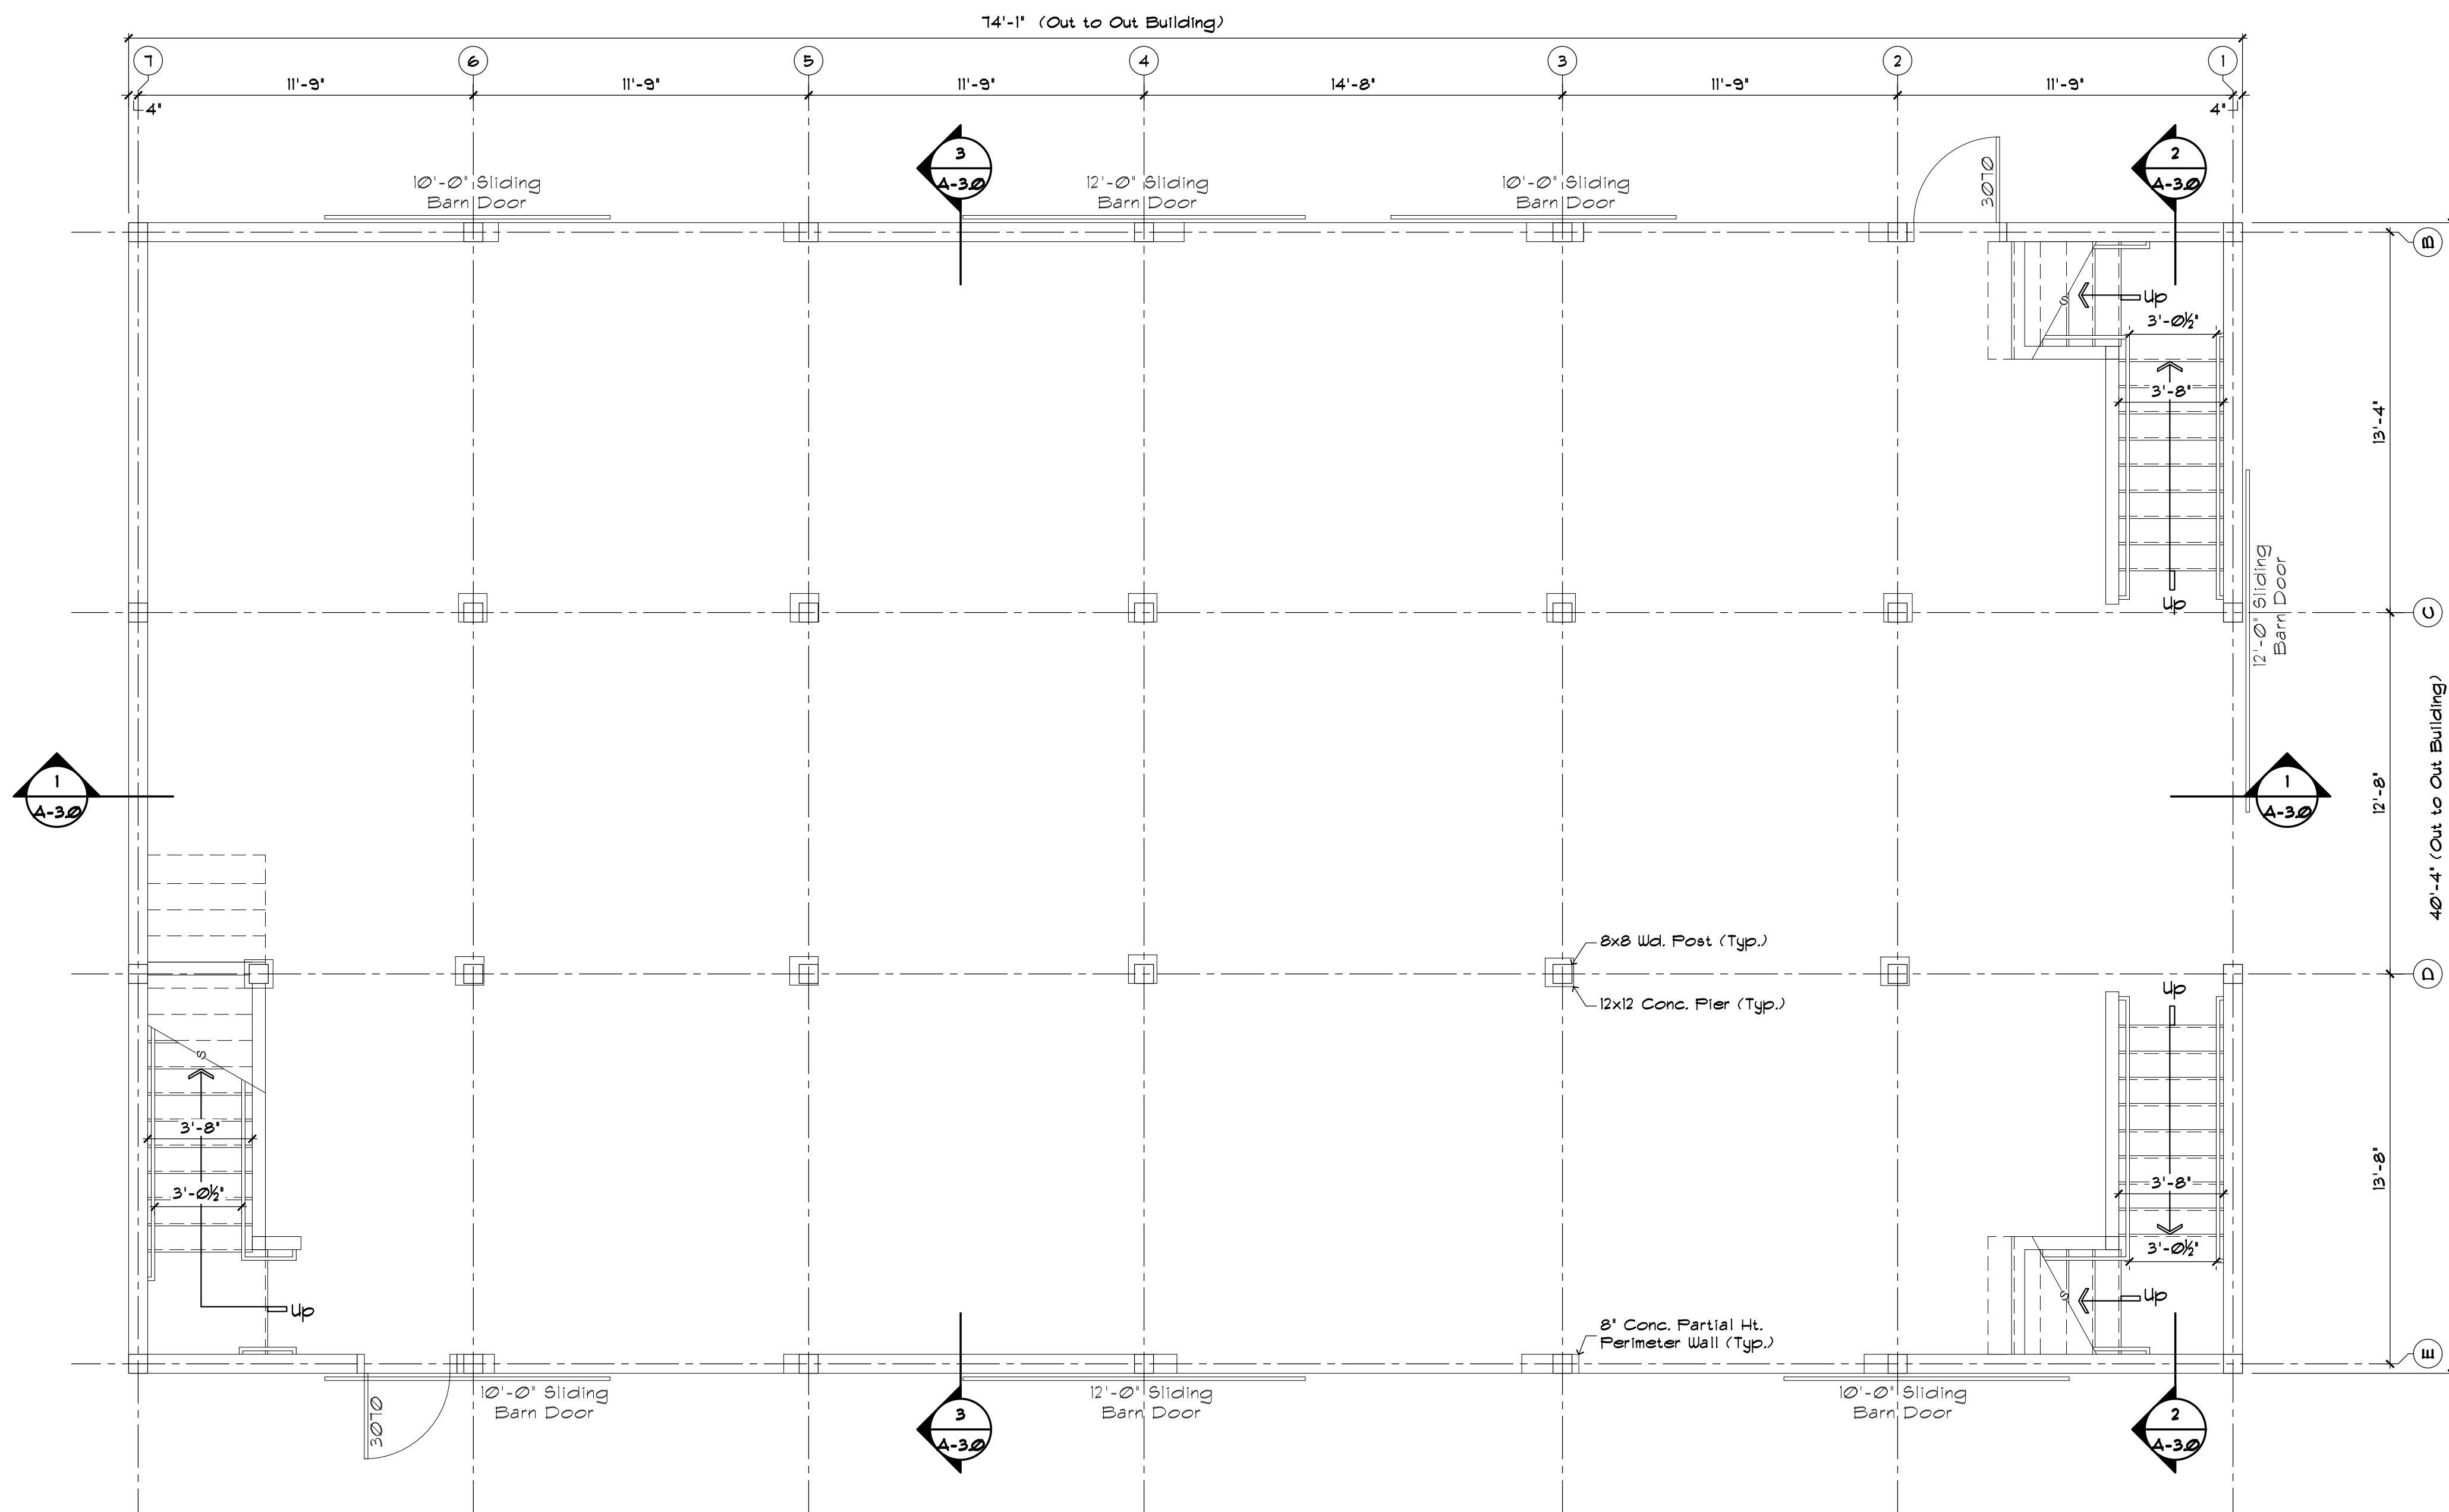 74'-1" (Out to Out Building)
7
6
5
4
3
2
1
11'-9"
11'-9"
11'-9"
14'-8"
11'-9"
11'-9"
4"
4"
3
A-3.0
2
A-3.0
10'-0" Sliding
Barn Door
12'-0" Sliding
Barn Door
10'-0" Sliding
Barn Door
3070
B
Up
3'-0½"
3'-8"
13'-4"
Up
C
12'-0" Sliding
Barn Door
1
A-3.0
1
A-3.0
12'-8"
40'-4" (Out to Out Building)
8x8 Wd. Post (Typ.)
12x12 Conc. Pier (Typ.)
D
Up
3'-8"
3'-0½"
Up
3'-8"
3'-0½"
Up
13'-8"
8" Conc. Partial Ht.
Perimeter Wall (Typ.)
E
3070
10'-0" Sliding
Barn Door
12'-0" Sliding
Barn Door
10'-0" Sliding
Barn Door
3
A-3.0
2
A-3.0